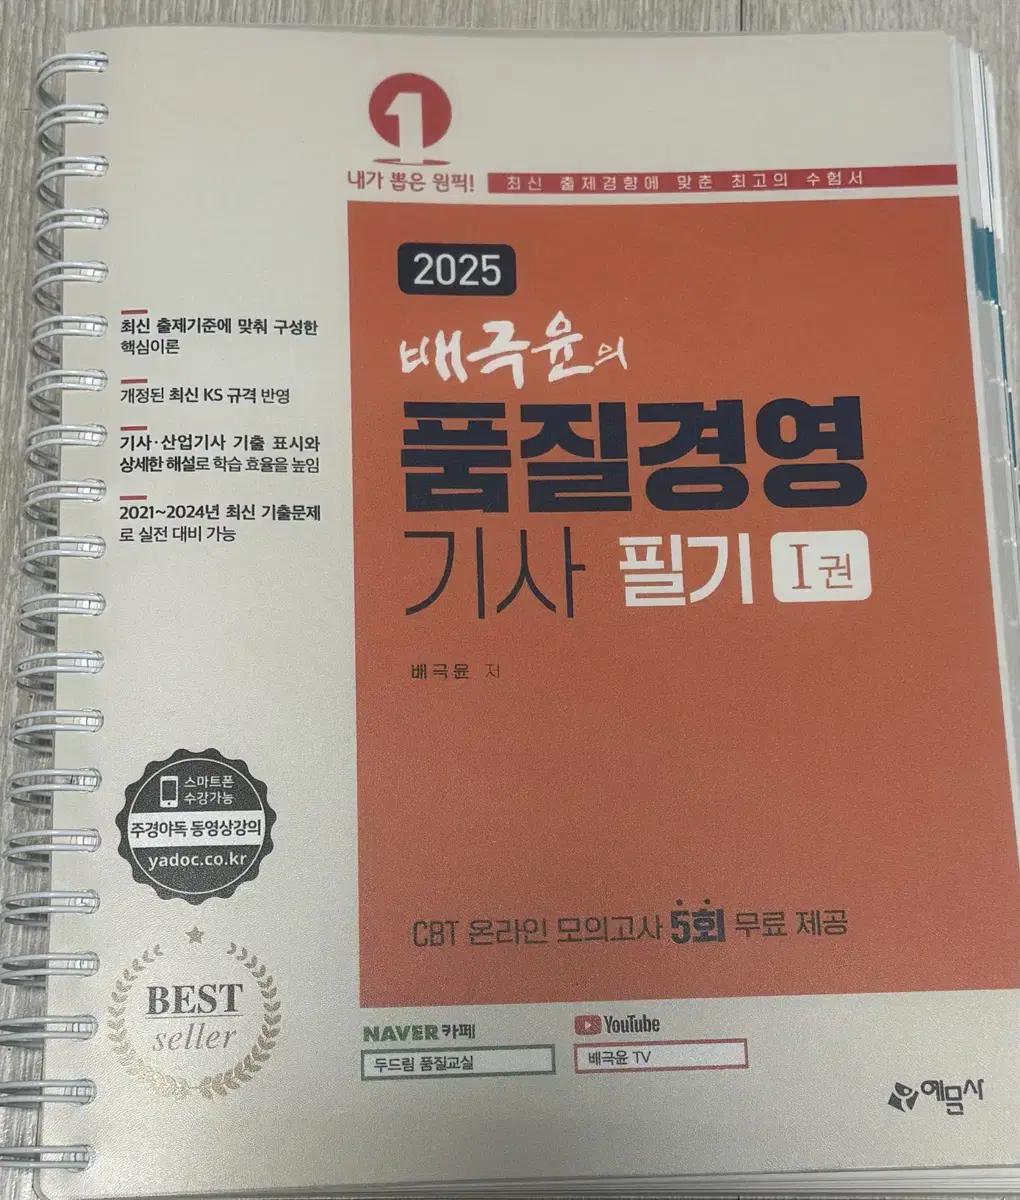 1
내가 뽑은 원픽!
최신 출제경향에 맞춘 최고의 수험서
2025
배극윤의
품질경영
기사 필기 I권
배극윤 저
최신 출제기준에 맞춰 구성한
핵심이론
개정된 최신 KS 규격 반영
기사·산업기사 기출 표시와
상세한 해설로 학습 효율을 높임
2021~2024년 최신 기출문제
로 실전 대비 가능
스마트폰
수강가능
주경야독 동영상강의
yadoc.co.kr
CBT 온라인 모의고사 5회 무료 제공
BEST
seller
NAVER 카페
두드림 품질교실
YouTube
배극윤 TV
예문사